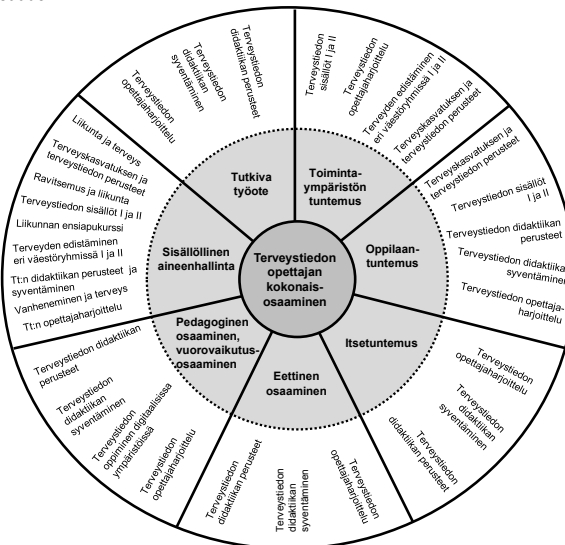 Terveystiedon
opettajan
kokonais-
osaaminen
Tutkiva
työote
Terveystiedon
opettajaharjoittelu
Terveystiedon
didaktiikan
syventäminen
Terveystiedon
didaktiikan perusteet
Toiminta-
ympäristön
tuntemus
Terveystiedon
sisällöt I ja II
Terveystiedon
opettajaharjoittelu
Terveyden edistäminen
eri väestöryhmissä I ja II
Terveyskasvatuksen ja
terveystiedon perusteet
Oppilaan-
tuntemus
Terveyskasvatuksen ja
terveystiedon perusteet
Terveystiedon sisällöt
I ja II
Terveystiedon didaktiikan
perusteet
Terveystiedon didaktiika
syventäminen
Terveystiedon opettaja-
harjoittelu
Itsetuntemus
Terveystiedon
opettajaharjoittelu
Terveystiedon
didaktiikan
syventäminen
Terveystiedon
didaktiikan perusteet
Eettinen
osaaminen
Terveystiedon
didaktiikan perusteet
Terveystiedon
didaktiikan
syventäminen
Terveystiedon
opettajaharjoittelu
Pedagoginen
osaaminen,
vuorovaikutus-
osaaminen
Terveystiedon didaktiikan
perusteet
Terveystiedon
didaktiikan
syventäminen
Terveystiedon
oppiminen digitaalisissa
ympäristöissä
Terveystiedon
opettajaharjoittelu
Sisällöllinen
aineenhallinta
Liikunta ja terveys
Terveyskasvatuksen ja
terveystiedon perusteet
Ravitsemus ja liikunta
Terveystiedon sisällöt I ja II
Liikunnan ensiapukurssi
Terveyden edistäminen
eri väestöryhmissä I ja II
Tt:n didaktiikan perusteet ja
syventäminen
Vanheneminen ja terveys
Tt:n opettajaharjoittelu